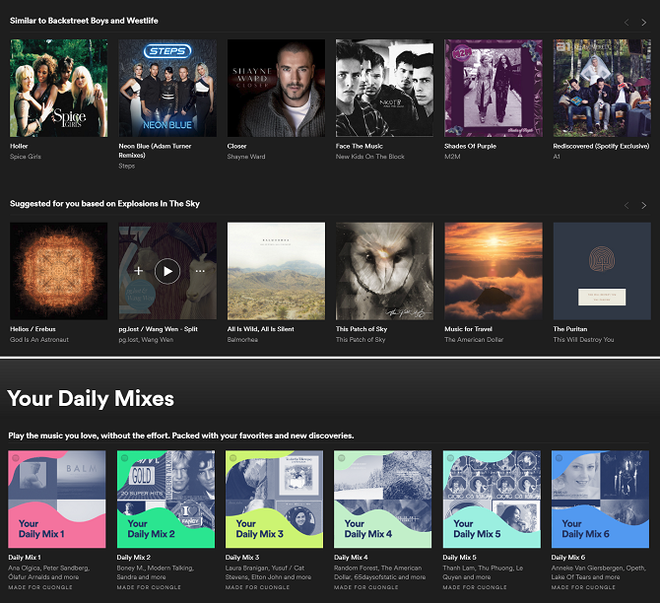 Similar to Backstreet Boys and Westlife
Spice
GIRLS
STEPS
NEON BLUE
SHAYNE
WARD
CLOSER
NKOTB
Holler
Spice Girls
Neon Blue (Adam Turner
Remixes)
Steps
Closer
Shayne Ward
Face The Music
New Kids On The Block
Shades Of Purple
M2M
Rediscovered (Spotify Exclusive)
A1
Suggested for you based on Explosions In The Sky
BALMORHEA
Helios / Erebus
God Is An Astronaut
pg.lost / Wang Wen - Split
pg.lost, Wang Wen
All Is Wild, All Is Silent
Balmorhea
This Patch of Sky
This Patch of Sky
Music for Travel
The American Dollar
The Puritan
This Will Destroy You
Your Daily Mixes
Play the music you love, without the effort. Packed with your favorites and new discoveries.
BALM
GOLD
20 SUPER HITS
FANCY
Your
Daily Mix 1
Your
Daily Mix 2
Your
Daily Mix 3
Your
Daily Mix 4
Your
Daily Mix 5
Your
Daily Mix 6
Daily Mix 1
Ana Olgica, Peter Sandberg,
Ólafur Arnalds and more
MADE FOR CUONGLE
Daily Mix 2
Boney M., Modern Talking,
Sandra and more
MADE FOR CUONGLE
Daily Mix 3
Laura Branigan, Yusuf / Cat
Stevens, Elton John and more
MADE FOR CUONGLE
Daily Mix 4
Random Forest, The American
Dollar, 65daysofstatic and more
MADE FOR CUONGLE
Daily Mix 5
Thanh Lam, Thu Phuong, Le
Quyen and more
MADE FOR CUONGLE
Daily Mix 6
Anneke Van Giersbergen, Opeth,
Lake Of Tears and more
MADE FOR CUONGLE